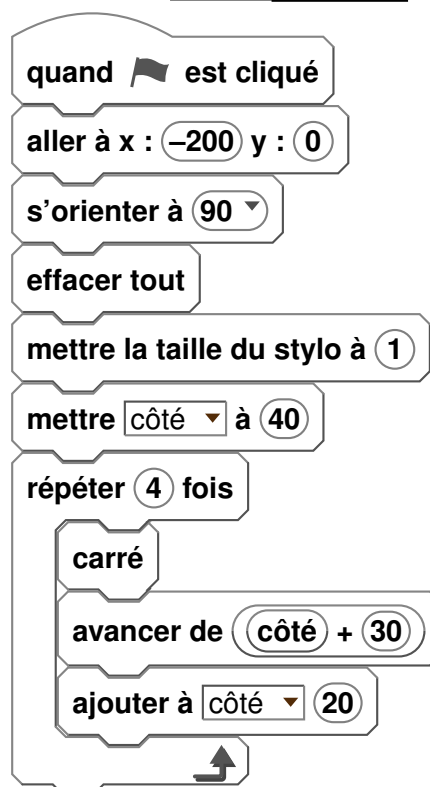 quand est cliqué
aller à x : –200 y : 0
s’orienter à 90
effacer tout
mettre la taille du stylo à 1
mettre côté à 40
répéter 4 fois
carré
avancer de côté + 30
ajouter à côté 20